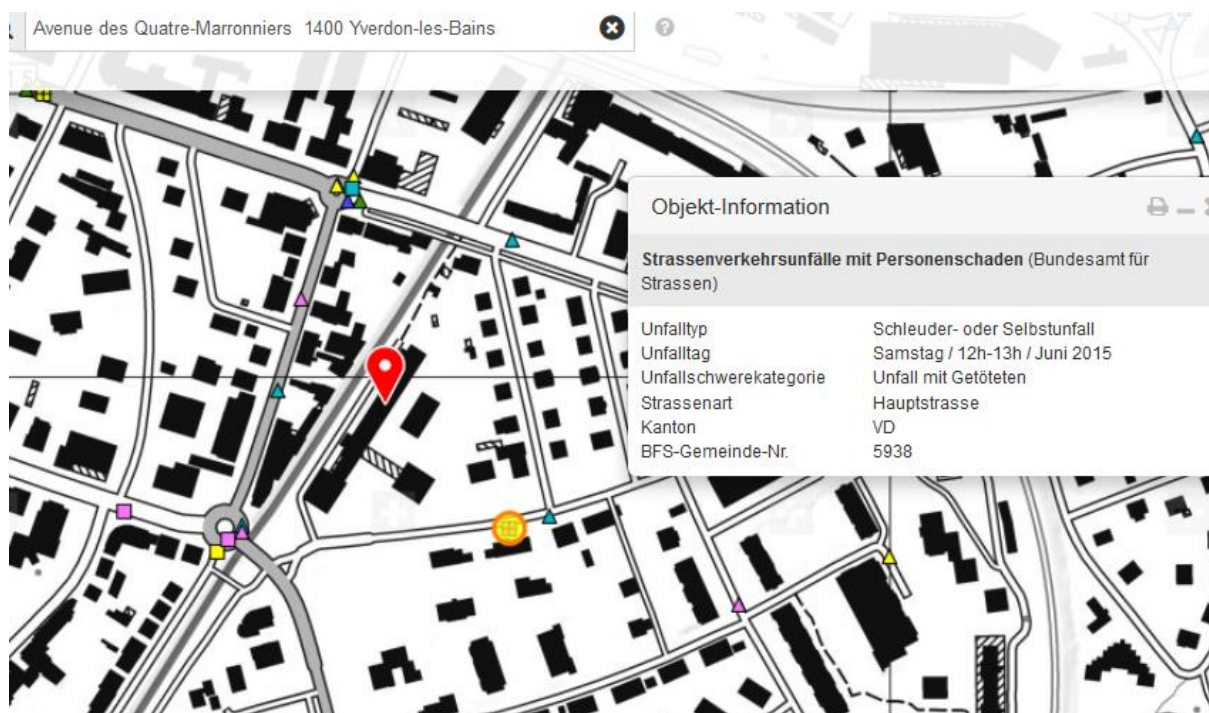 Avenue des Quatre-Marronniers 1400 Yverdon-les-Bains
Objekt-Information
Strassenverkehrsunfälle mit Personenschaden (Bundesamt für
Strassen)
Unfalltyp Schleuder- oder Selbstunfall
Unfalltag Samstag / 12h-13h / Juni 2015
Unfallschwerekategorie Unfall mit Getöteten
Strassenart Hauptstrasse
Kanton VD
BFS-Gemeinde-Nr. 5938